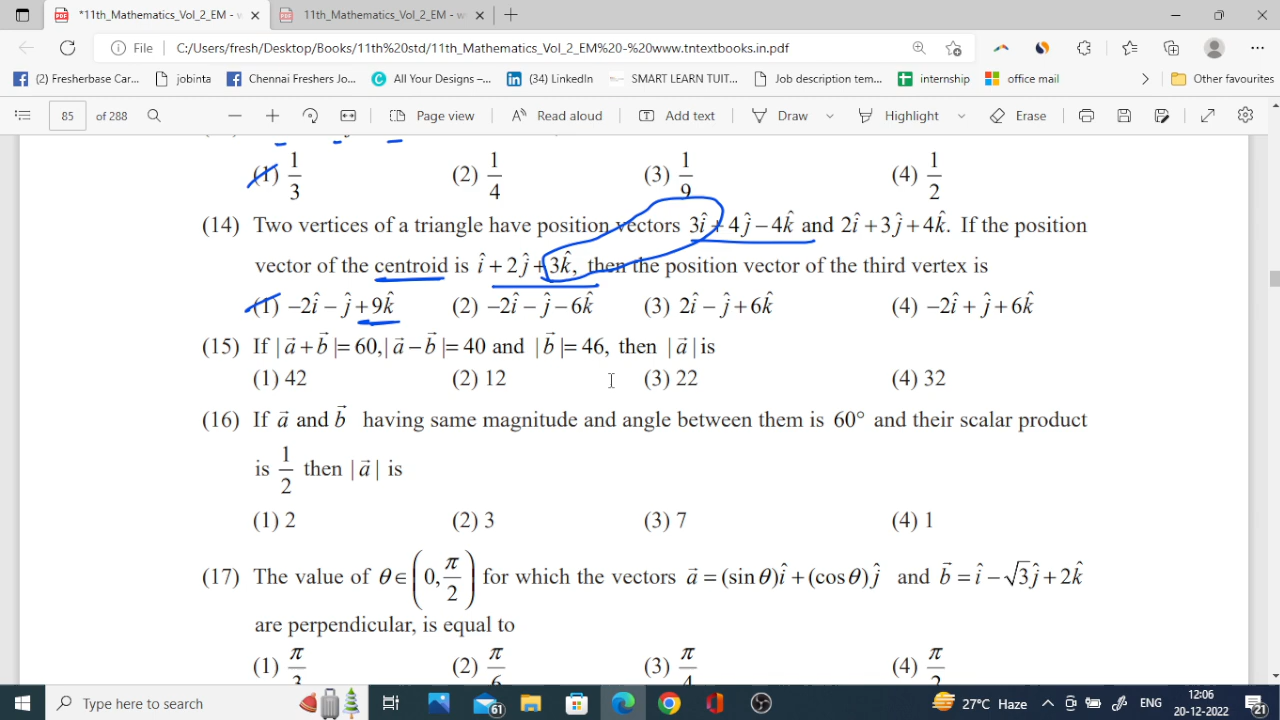 *11th_Mathematics_Vol_2_EM - w
11th_Mathematics_Vol_2_EM - w
File
C:/Users/fresh/Desktop/Books/11th%20std/11th_Mathematics_Vol_2_EM%20-%20www.tntextbooks.in.pdf
(2) Fresherbase Car...
jobinta
Chennai Freshers Jo...
All Your Designs –...
(34) LinkedIn
SMART LEARN TUIT...
Job description tem...
internship
office mail
Other favourites
85 of 288
Page view
Read aloud
Add text
Draw
Highlight
Erase
(1) 1/3 (2) 1/4 (3) 1/9 (4) 1/2
(14) Two vertices of a triangle have position vectors 3î + 4ĵ − 4k̂ and 2î + 3ĵ + 4k̂. If the position
vector of the centroid is î + 2ĵ + 3k̂, then the position vector of the third vertex is
(1) −2î − ĵ + 9k̂ (2) −2î − ĵ − 6k̂ (3) 2î − ĵ + 6k̂ (4) −2î + ĵ + 6k̂
(15) If | a⃗ + b⃗ |= 60, | a⃗ − b⃗ |= 40 and | b⃗ |= 46, then | a⃗ | is
(1) 42 (2) 12 (3) 22 (4) 32
(16) If a⃗ and b⃗ having same magnitude and angle between them is 60° and their scalar product
is 1/2 then | a⃗ | is
(1) 2 (2) 3 (3) 7 (4) 1
(17) The value of θ ∈ (0, π/2) for which the vectors a⃗ = (sin θ)î + (cos θ)ĵ and b⃗ = î − √3ĵ + 2k̂
are perpendicular, is equal to
(1) π/3 (2) π/6 (3) π/4 (4) π/2
Type here to search
61
27°C Haze
ENG
12:06
20-12-2022
21